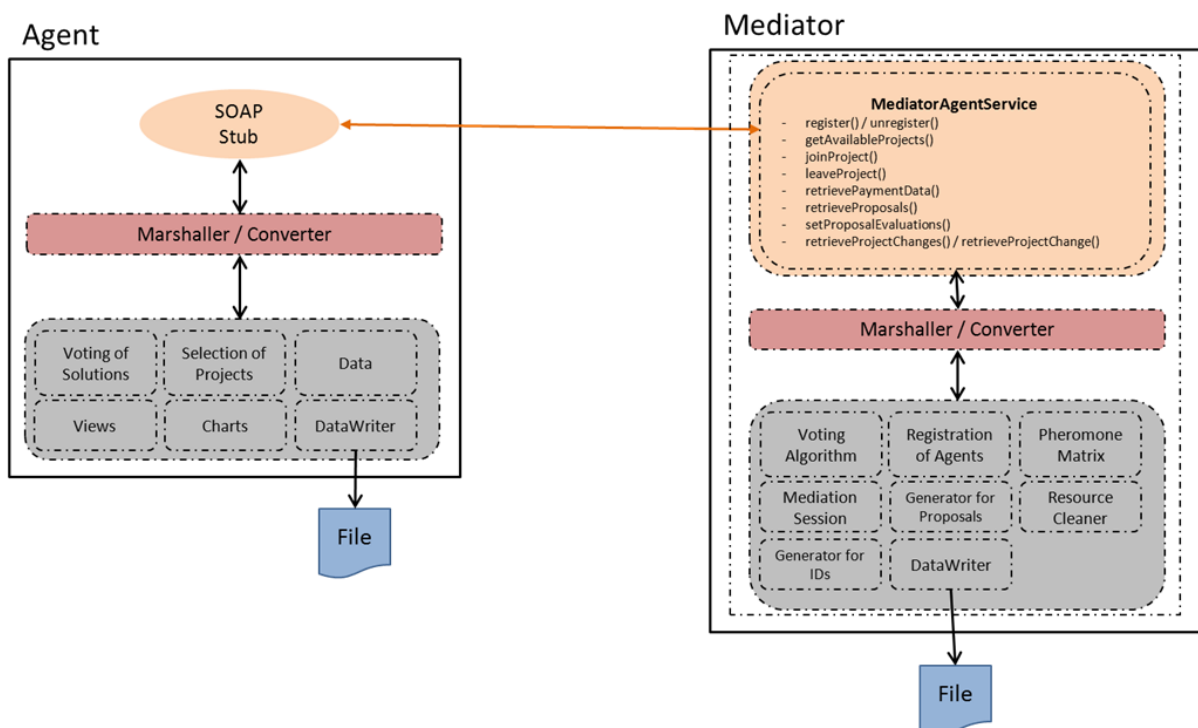 Agent
SOAP
Stub
Marshaller / Converter
Voting of
Solutions
Selection of
Projects
Data
Views
Charts
DataWriter
File
Mediator
MediatorAgentService
- register() / unregister()
- getAvailableProjects()
- joinProject()
- leaveProject()
- retrievePaymentData()
- retrieveProposals()
- setProposalEvaluations()
- retrieveProjectChanges() / retrieveProjectChange()
Marshaller / Converter
Voting
Algorithm
Registration
of Agents
Pheromone
Matrix
Mediation
Session
Generator for
Proposals
Resource
Cleaner
Generator for
IDs
DataWriter
File